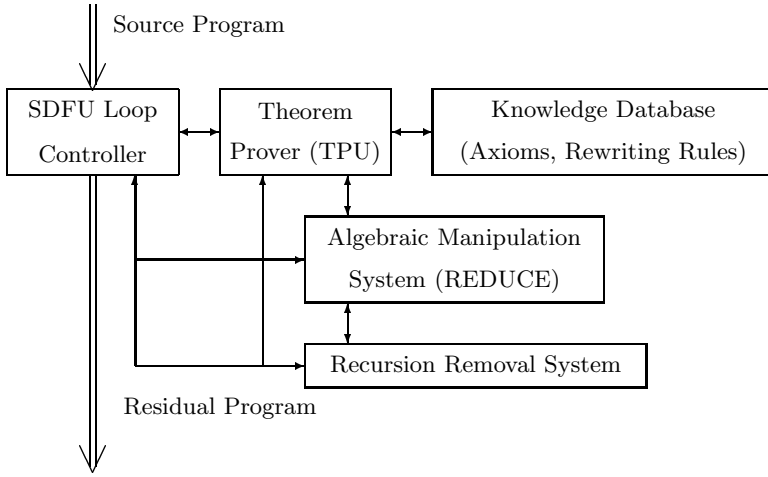 Source Program
SDFU Loop
Controller
Theorem
Prover (TPU)
Knowledge Database
(Axioms, Rewriting Rules)
Algebraic Manipulation
System (REDUCE)
Recursion Removal System
Residual Program